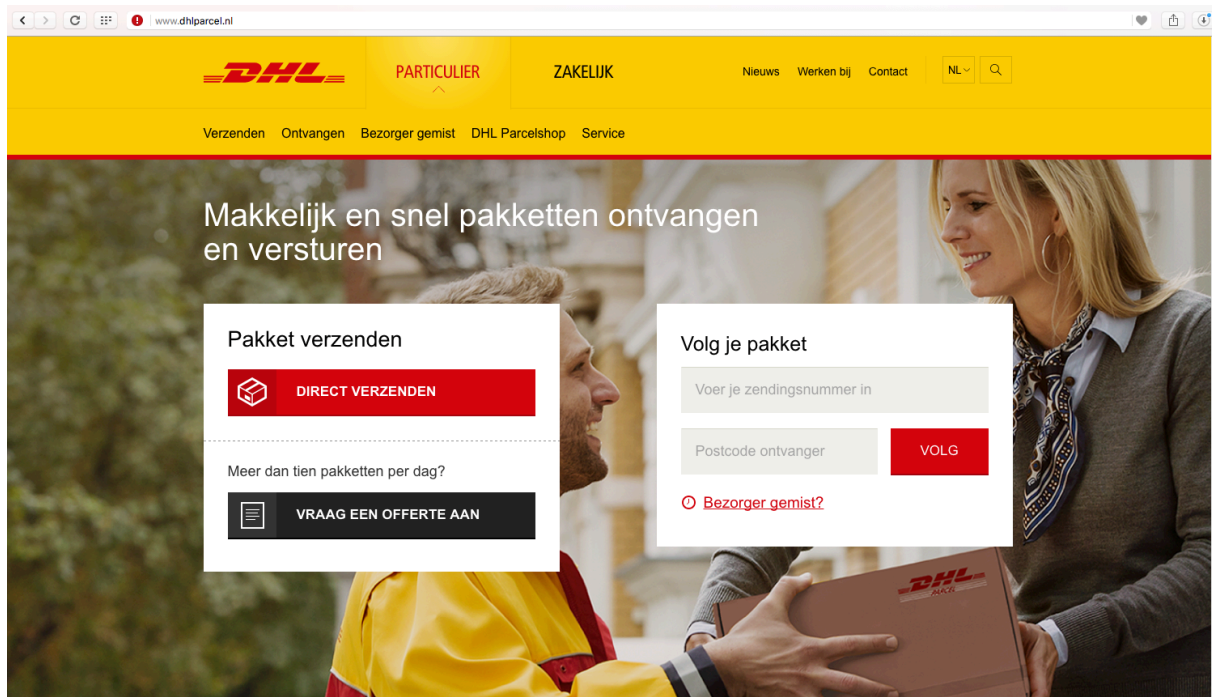 www.dhlparcel.nl
DHL
PARTICULIER
ZAKELIJK
Nieuws
Werken bij
Contact
NL
Verzenden
Ontvangen
Bezorger gemist
DHL Parcelshop
Service
Makkelijk en snel pakketten ontvangen
en versturen
Pakket verzenden
DIRECT VERZENDEN
Meer dan tien pakketten per dag?
VRAAG EEN OFFERTE AAN
Volg je pakket
Voer je zendingsnummer in
Postcode ontvanger
VOLG
Bezorger gemist?
DHL
PARCEL